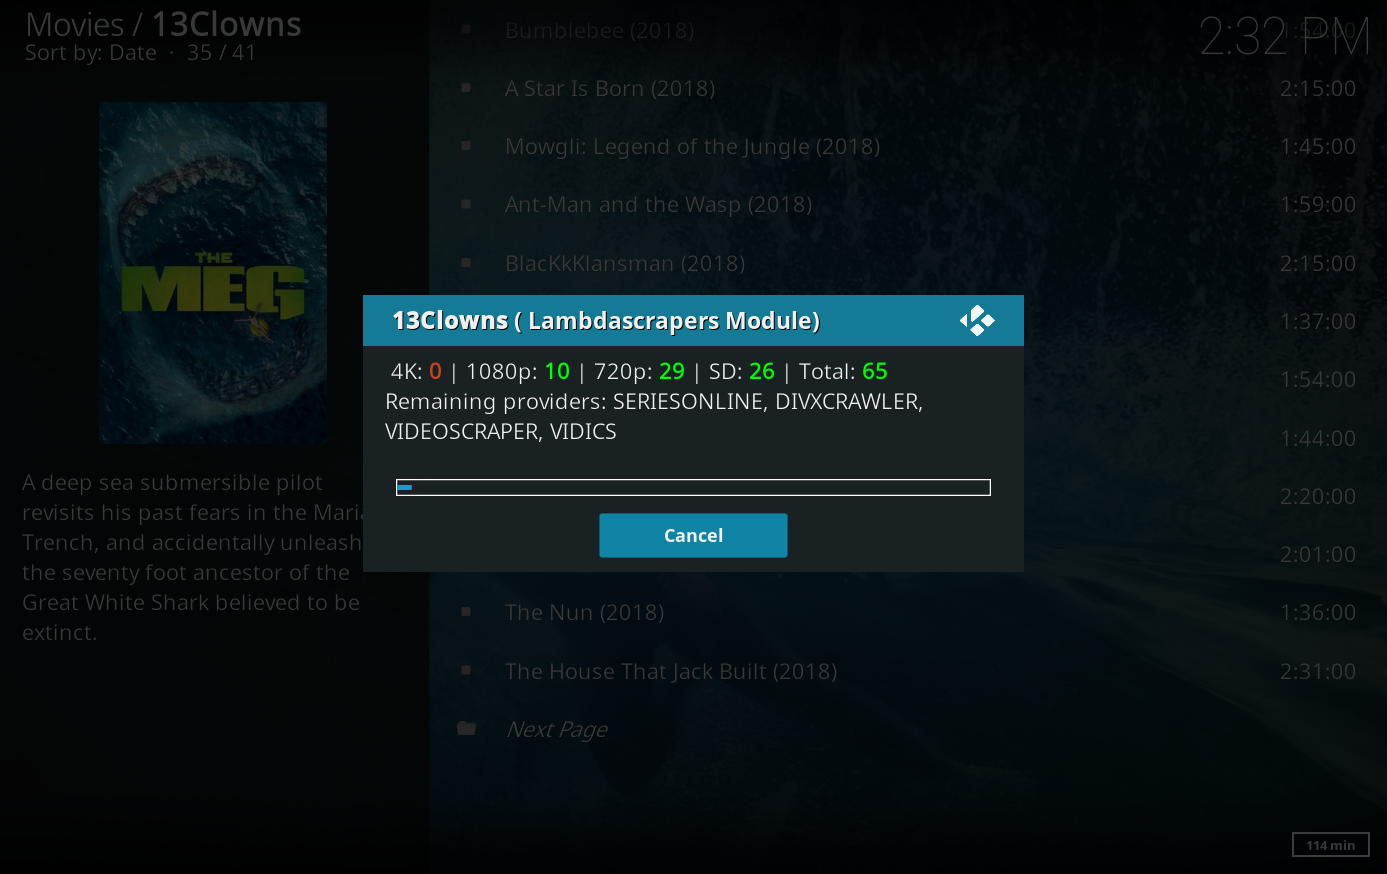 Movies / 13Clowns
Sort by: Date · 35 / 41
2:32 PM
Bumblebee (2018) 1:54:00
A Star Is Born (2018) 2:15:00
Mowgli: Legend of the Jungle (2018) 1:45:00
Ant-Man and the Wasp (2018) 1:59:00
BlacKkKlansman (2018) 2:15:00
1:37:00
1:54:00
1:44:00
2:20:00
2:01:00
The Nun (2018) 1:36:00
The House That Jack Built (2018) 2:31:00
Next Page
THE
MEG
A deep sea submersible pilot
revisits his past fears in the
Trench, and accidentally
the seventy foot ancestor of the
Great White Shark believed to be
extinct.
13Clowns ( Lambdascrapers Module)
4K: 0 | 1080p: 10 | 720p: 29 | SD: 26 | Total: 65
Remaining providers: SERIESONLINE, DIVXCRAWLER,
VIDEOSCRAPER, VIDICS
Cancel
114 min